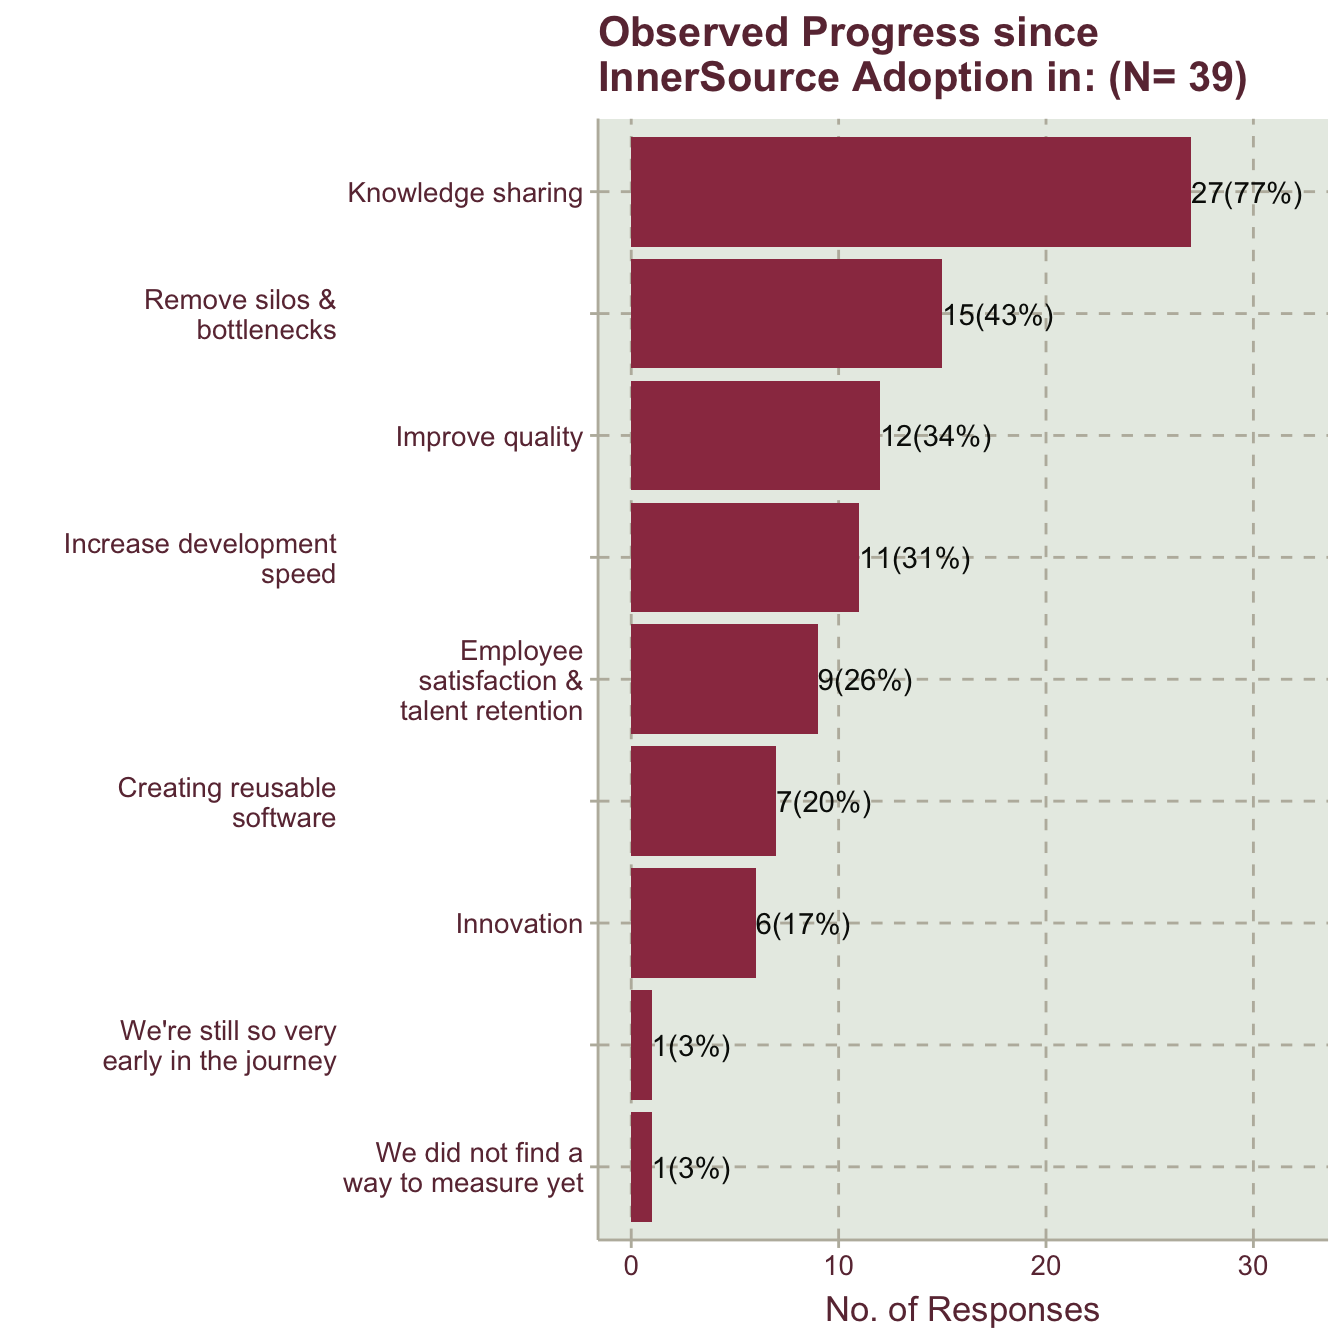 Observed Progress since
InnerSource Adoption in: (N= 39)
Knowledge sharing
27(77%)
Remove silos &
bottlenecks
15(43%)
Improve quality
12(34%)
Increase development
speed
11(31%)
Employee
satisfaction &
talent retention
9(26%)
Creating reusable
software
7(20%)
Innovation
6(17%)
We're still so very
early in the journey
1(3%)
We did not find a
way to measure yet
1(3%)
0 10 20 30
No. of Responses